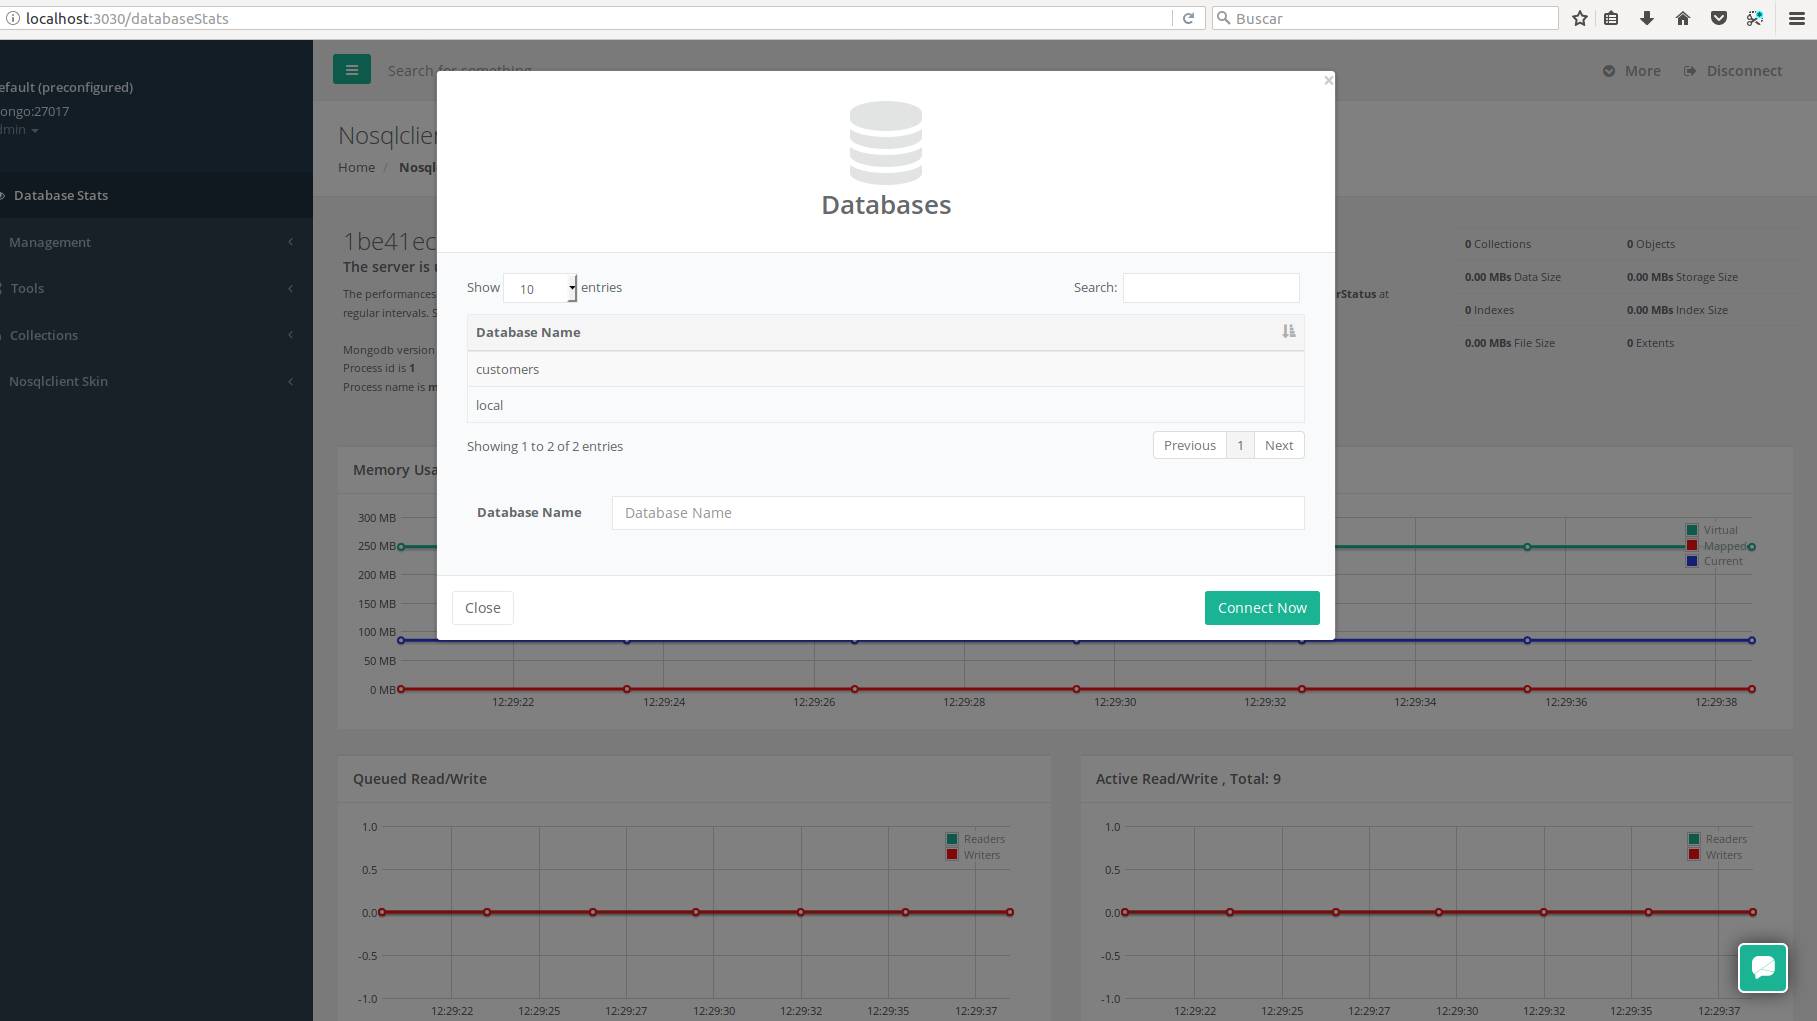 localhost:3030/databaseStats
Buscar
efault (preconfigured)
ongo:27017
dmin
Database Stats
Management
Tools
Collections
Nosqlclient Skin
Search for something
More
Disconnect
Nosqlclie
Home / Nosql
1be41ec
The server is
The performances
regular intervals. S
rStatus at
Mongodb version
Process id is 1
Process name is m
0 Collections 0 Objects
0.00 MBs Data Size 0.00 MBs Storage Size
0 Indexes 0.00 MBs Index Size
0.00 MBs File Size 0 Extents
×
Databases
Show 10 entries
Search:
Database Name
customers
local
Showing 1 to 2 of 2 entries
Previous 1 Next
Database Name Database Name
Close
Connect Now
Memory Usa
300 MB
250 MB
200 MB
150 MB
100 MB
50 MB
0 MB
Virtual
Mapped
Current
12:29:22 12:29:24 12:29:26 12:29:28 12:29:30 12:29:32 12:29:34 12:29:36 12:29:38
Queued Read/Write
1.0
0.5
0.0
-0.5
-1.0
Readers
Writers
12:29:22 12:29:25 12:29:27 12:29:30 12:29:32 12:29:35 12:29:37
Active Read/Write , Total: 9
1.0
0.5
0.0
-0.5
-1.0
Readers
Writers
12:29:22 12:29:25 12:29:27 12:29:30 12:29:32 12:29:35 12:29:37